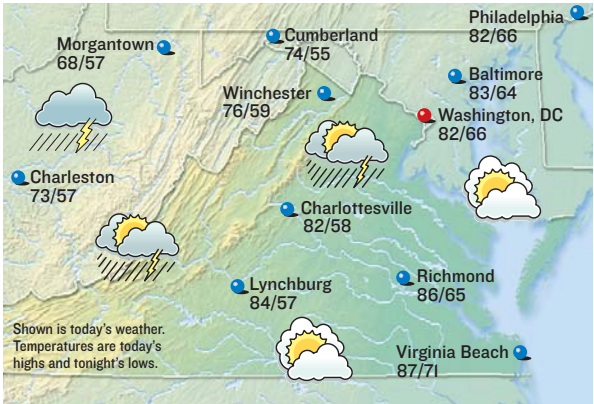 Philadelphia
82/66
Cumberland
74/55
Morgantown
68/57
Baltimore
83/64
Winchester
76/59
Washington, DC
82/66
Charleston
73/57
Charlottesville
82/58
Lynchburg
84/57
Richmond
86/65
Shown is today's weather.
Temperatures are today's
highs and tonight's lows.
Virginia Beach
87/71